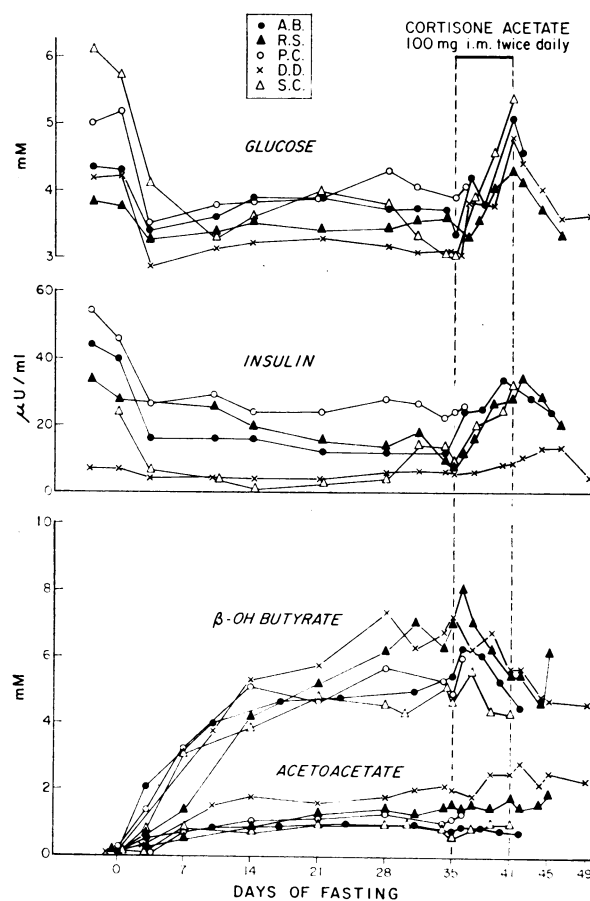 A.B.
R.S.
P.C.
D.D.
S.C.
CORTISONE ACETATE
100 mg i.m. twice daily
6
5
4
3
mM
GLUCOSE
60
40
20
0
μU / ml
INSULIN
10
8
6
4
2
0
mM
β-OH BUTYRATE
ACETOACETATE
0 7 14 21 28 35 41 45 49
DAYS OF FASTING